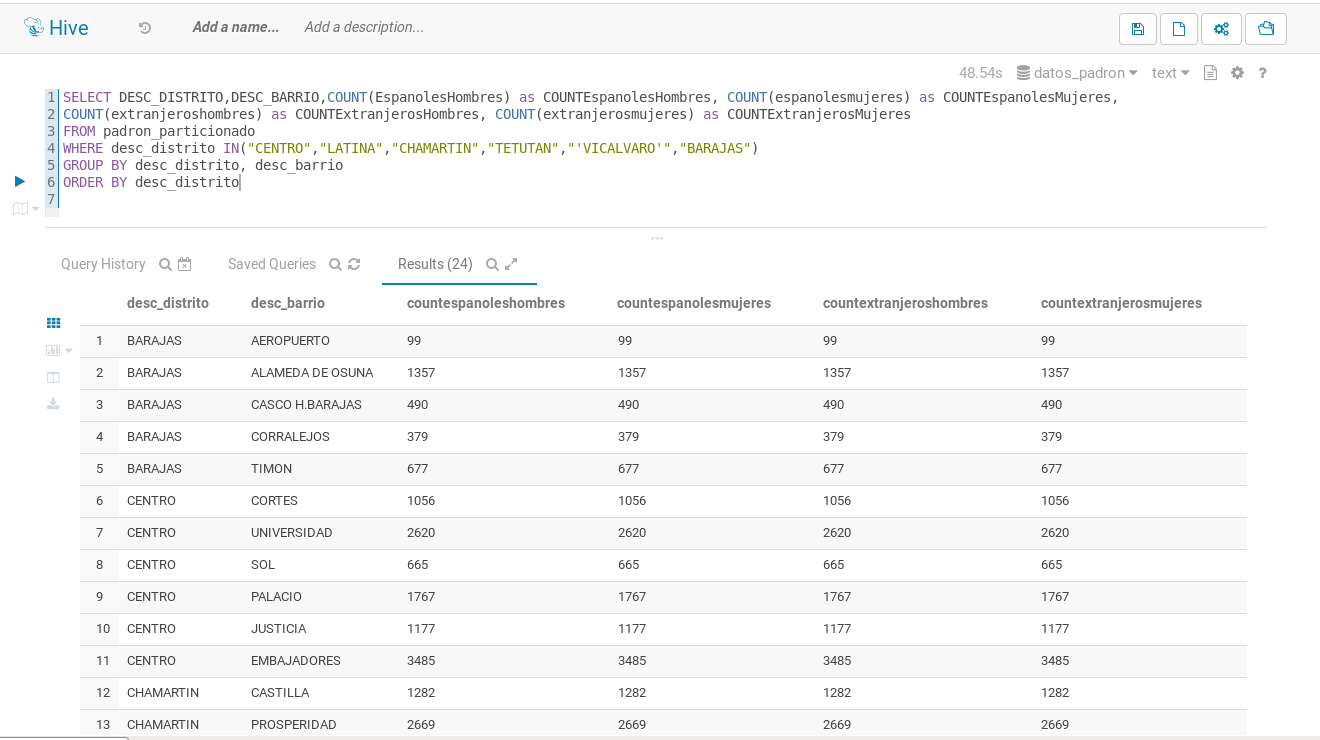 Hive Add a name... Add a description...
48.54s datos_padron text ?
1 SELECT DESC_DISTRITO,DESC_BARRIO,COUNT(EspanolesHombres) as COUNTEspanolesHombres, COUNT(espanolesmujeres) as COUNTEspanolesMujeres,
2 COUNT(extranjeroshombres) as COUNTExtranjerosHombres, COUNT(extranjerosmujeres) as COUNTExtranjerosMujeres
3 FROM padron_particionado
4 WHERE desc_distrito IN("CENTRO","LATINA","CHAMARTIN","TETUTAN","'VICALVARO'","BARAJAS")
5 GROUP BY desc_distrito, desc_barrio
6 ORDER BY desc_distrito
7
Query History Saved Queries Results (24)
desc_distrito desc_barrio countespanoleshombres countespanolesmujeres countextranjeroshombres countextranjerosmujeres
1 BARAJAS AEROPUERTO 99 99 99 99
2 BARAJAS ALAMEDA DE OSUNA 1357 1357 1357 1357
3 BARAJAS CASCO H.BARAJAS 490 490 490 490
4 BARAJAS CORRALEJOS 379 379 379 379
5 BARAJAS TIMON 677 677 677 677
6 CENTRO CORTES 1056 1056 1056 1056
7 CENTRO UNIVERSIDAD 2620 2620 2620 2620
8 CENTRO SOL 665 665 665 665
9 CENTRO PALACIO 1767 1767 1767 1767
10 CENTRO JUSTICIA 1177 1177 1177 1177
11 CENTRO EMBAJADORES 3485 3485 3485 3485
12 CHAMARTIN CASTILLA 1282 1282 1282 1282
13 CHAMARTIN PROSPERIDAD 2669 2669 2669 2669